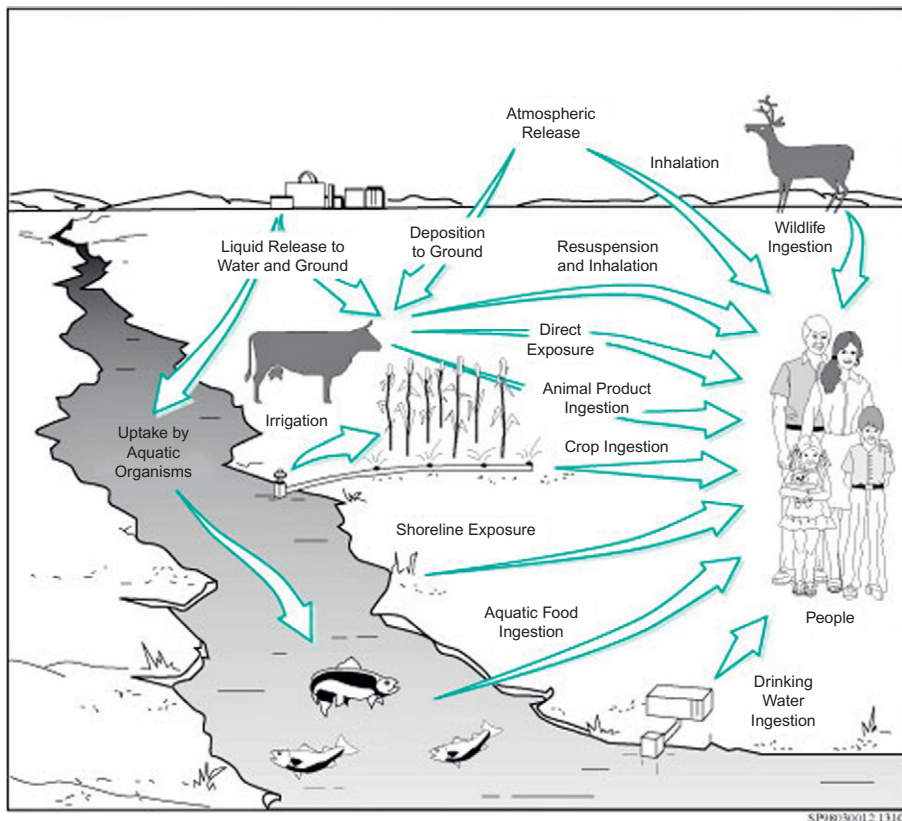 Atmospheric
Release
Inhalation
Wildlife
Ingestion
Liquid Release to
Water and Ground
Deposition
to Ground
Resuspension
and Inhalation
Direct
Exposure
Animal Product
Ingestion
Irrigation
Uptake by
Aquatic
Organisms
Crop Ingestion
Shoreline Exposure
Aquatic Food
Ingestion
People
Drinking
Water
Ingestion
SP98030012.1316